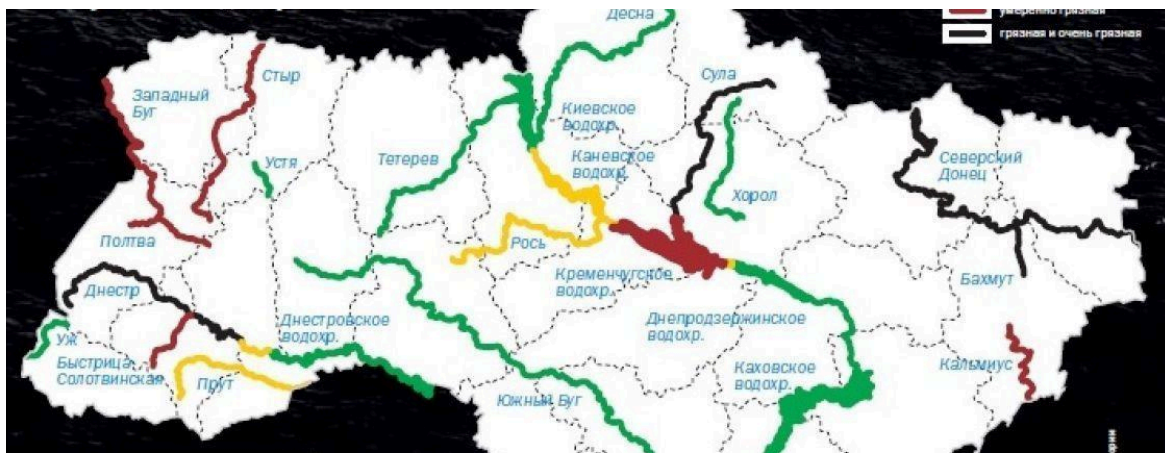 умеренно грязная
грязная и очень грязная
Десна
Стыр
Сула
Западный
Буг
Киевское
водохр.
Устя
Тетерев
Каневское
водохр.
Северский
Донец
Хорол
Полтва
Рось
Днестр
Кременчугское
водохр.
Бахмут
Днестровское
водохр.
Днепродзержинское
водохр.
Уж
Быстрица
Солотвинская
Прут
Каховское
водохр.
Кальмиус
Южный Буг